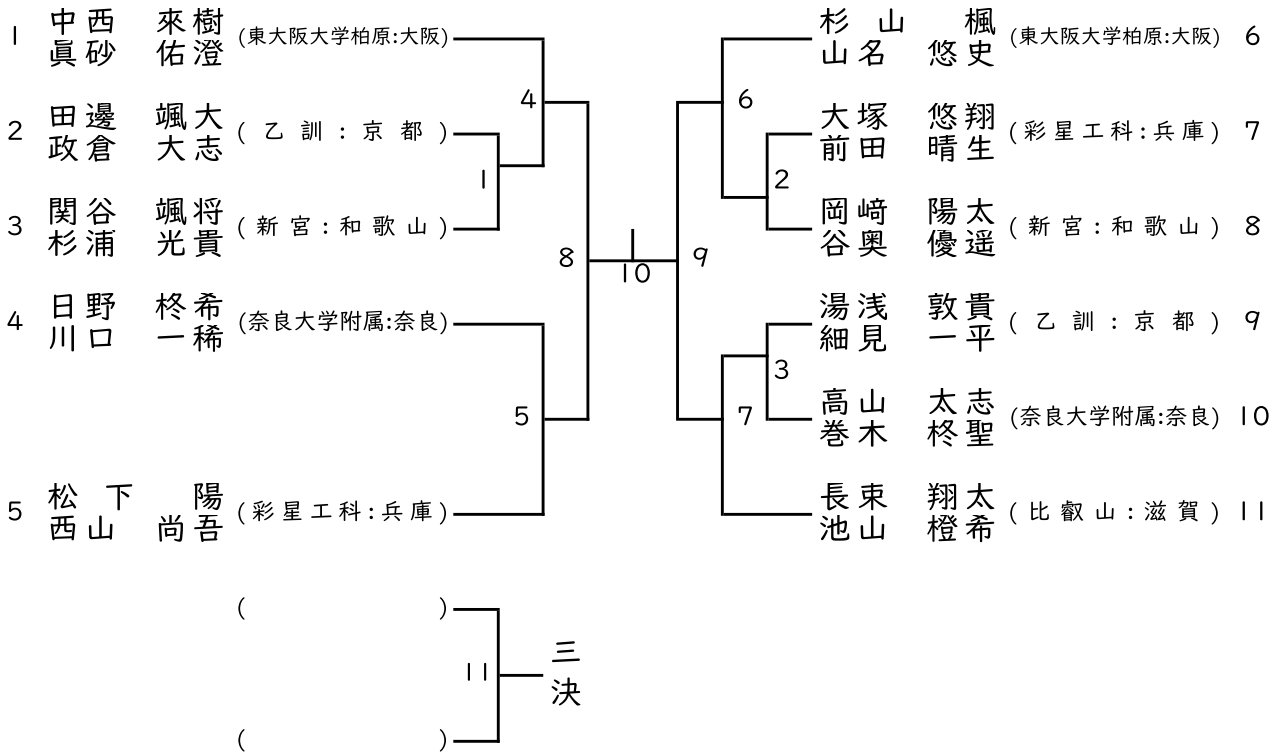 1 中西 來樹 (東大阪大学柏原:大阪)
眞砂 佑澄
2 田邊 颯大 (乙訓:京都)
政倉 大志
3 関谷 颯将 (新宮:和歌山)
杉浦 光貴
4 日野 柊希 (奈良大学附属:奈良)
川口 一稀
5 松下 陽 (彩星工科:兵庫)
西山 尚吾
4
1
8
5
10
9
6
2
3
7
杉山 楓 (東大阪大学柏原:大阪) 6
山名 悠史
大塚 悠翔 (彩星工科:兵庫) 7
前田 晴生
岡﨑 陽太 (新宮:和歌山) 8
谷奥 優遥
湯浅 敦貴 (乙訓:京都) 9
細見 一平
高山 太志 (奈良大学附属:奈良) 10
巻木 柊聖
長束 翔太 (比叡山:滋賀) 11
池山 橙希
( )
11 三決
( )